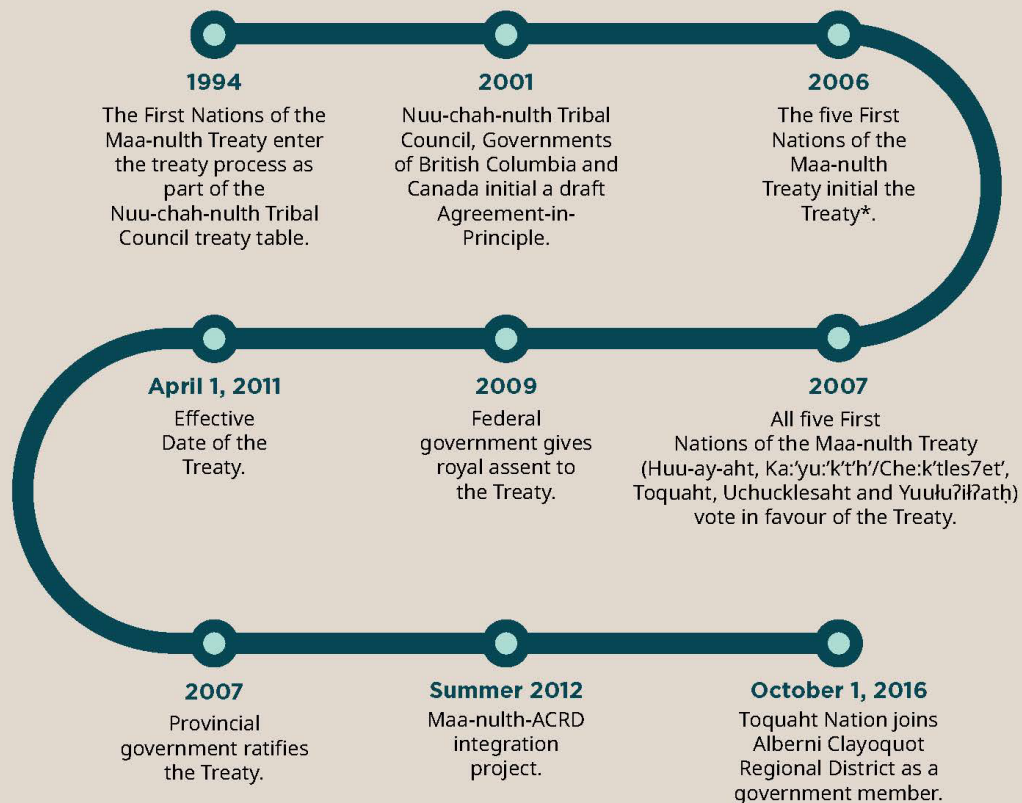 1994
The First Nations of the
Maa-nulth Treaty enter
the treaty process as
part of the
Nuu-chah-nulth Tribal
Council treaty table.
2001
Nuu-chah-nulth Tribal
Council, Governments
of British Columbia and
Canada initial a draft
Agreement-in-
Principle.
2006
The five First
Nations of the
Maa-nulth
Treaty initial the
Treaty*.
2007
All five First
Nations of the Maa-nulth Treaty
(Huu-ay-aht, Ka:’yu:’k’t’h’/Che:k’tles7et’,
Toquaht, Uchucklesaht and Yuułuʔiłʔatḥ)
vote in favour of the Treaty.
2009
Federal
government gives
royal assent to
the Treaty.
April 1, 2011
Effective
Date of the
Treaty.
2007
Provincial
government ratifies
the Treaty.
Summer 2012
Maa-nulth-ACRD
integration
project.
October 1, 2016
Toquaht Nation joins
Alberni Clayoquot
Regional District as a
government member.